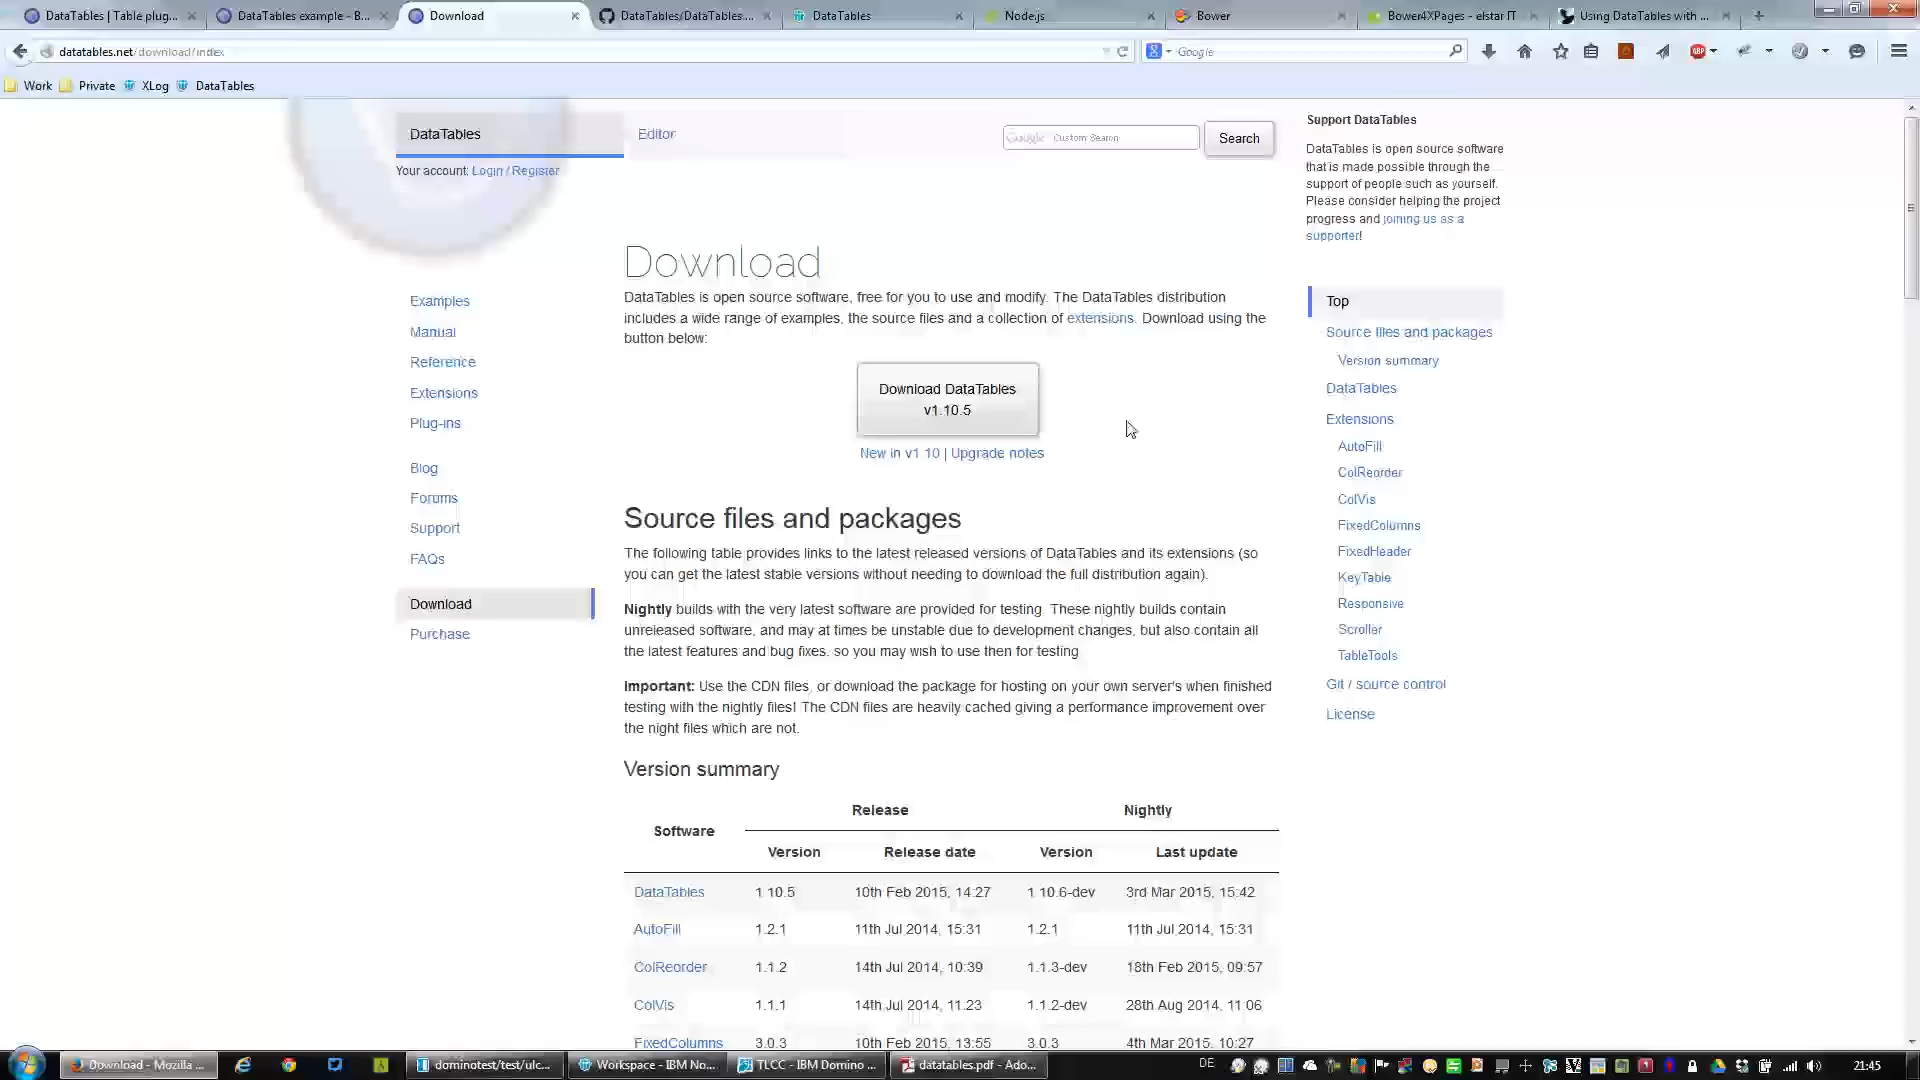 DataTables | Table plug...
DataTables example - B...
Download
DataTables/DataTables...
DataTables
Node.js
Bower
Bower4XPages - elstar IT
Using DataTables with ...
datatables.net/download/index
Google
Work
Private
XLog
DataTables
DataTables
Editor
Google Custom Search
Search
Your account: Login / Register
Support DataTables
DataTables is open source software
that is made possible through the
support of people such as yourself.
Please consider helping the project
progress and joining us as a
supporter!
Examples
Manual
Reference
Extensions
Plug-ins
Blog
Forums
Support
FAQs
Download
Purchase
Download
DataTables is open source software, free for you to use and modify. The DataTables distribution
includes a wide range of examples, the source files and a collection of extensions. Download using the
button below:
Download DataTables
v1.10.5
New in v1.10 | Upgrade notes
Source files and packages
The following table provides links to the latest released versions of DataTables and its extensions (so
you can get the latest stable versions without needing to download the full distribution again).
Nightly builds with the very latest software are provided for testing. These nightly builds contain
unreleased software, and may at times be unstable due to development changes, but also contain all
the latest features and bug fixes, so you may wish to use then for testing
Important: Use the CDN files, or download the package for hosting on your own server's when finished
testing with the nightly files! The CDN files are heavily cached giving a performance improvement over
the night files which are not.
Version summary
Software
Release
Nightly
Version
Release date
Version
Last update
DataTables 1.10.5 10th Feb 2015, 14:27 1.10.6-dev 3rd Mar 2015, 15:42
AutoFill 1.2.1 11th Jul 2014, 15:31 1.2.1 11th Jul 2014, 15:31
ColReorder 1.1.2 14th Jul 2014, 10:39 1.1.3-dev 18th Feb 2015, 09:57
ColVis 1.1.1 14th Jul 2014, 11:23 1.1.2-dev 28th Aug 2014, 11:06
FixedColumns 3.0.3 10th Feb 2015, 13:55 3.0.3 4th Mar 2015, 10:27
Top
Source files and packages
Version summary
DataTables
Extensions
AutoFill
ColReorder
ColVis
FixedColumns
FixedHeader
KeyTable
Responsive
Scroller
TableTools
Git / source control
License
Download - Mozilla ...
dominotest/test/ulc...
Workspace - IBM No...
TLCC - IBM Domino ...
datatables.pdf - Ado...
DE
21:45